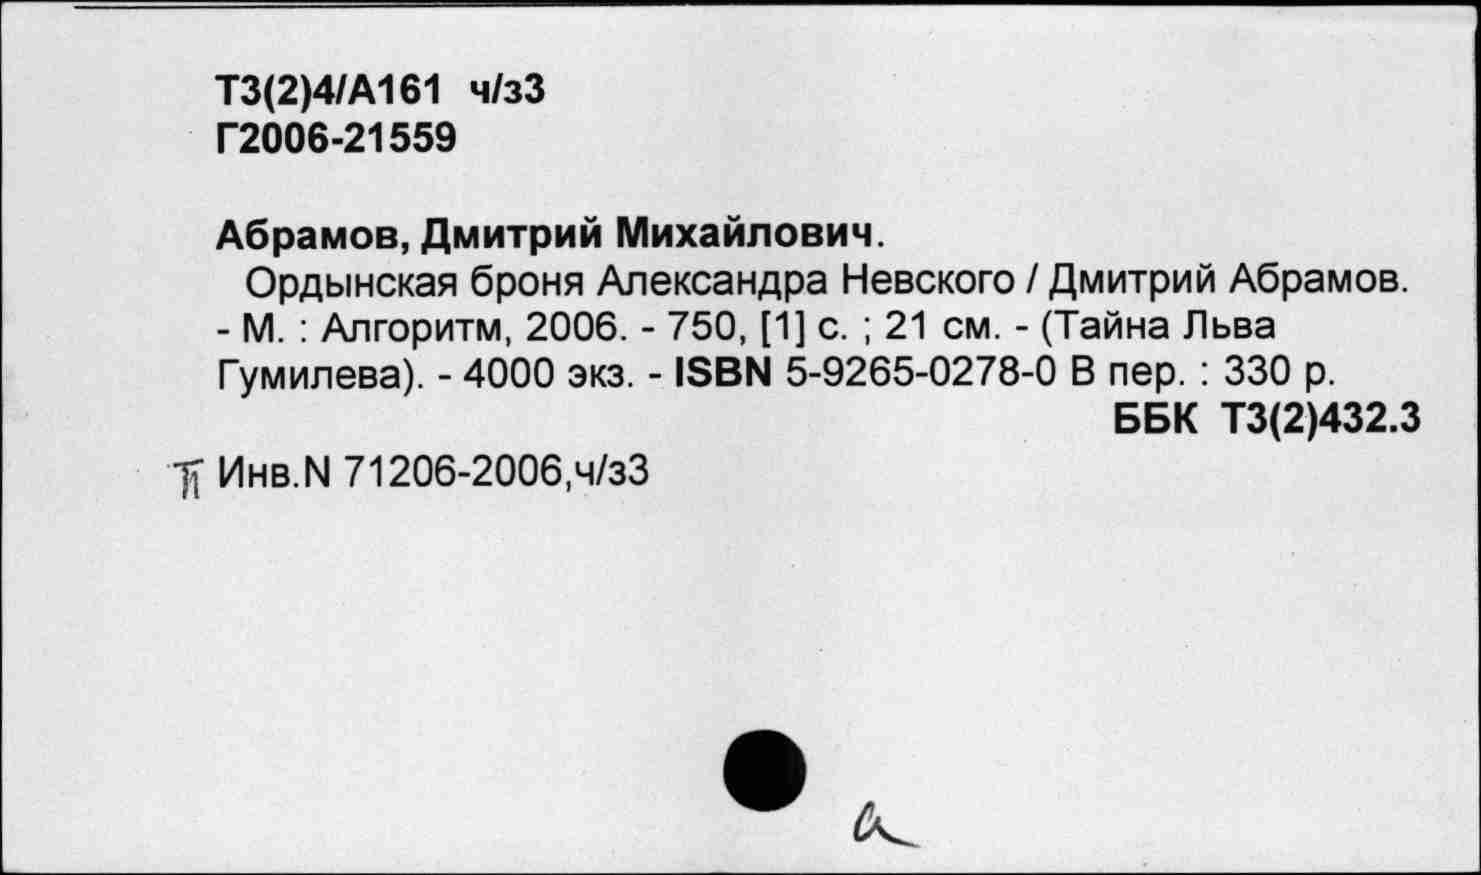 Т3(2)4/А161 ч/з3
Г2006-21559
Абрамов, Дмитрий Михайлович.
Ордынская броня Александра Невского / Дмитрий Абрамов.
- М. : Алгоритм, 2006. - 750, [1] с. ; 21 см. - (Тайна Льва
Гумилева). - 4000 экз. - ISBN 5-9265-0278-0 В пер. : 330 р.
ББК Т3(2)432.3
Инв.N 71206-2006,ч/з3